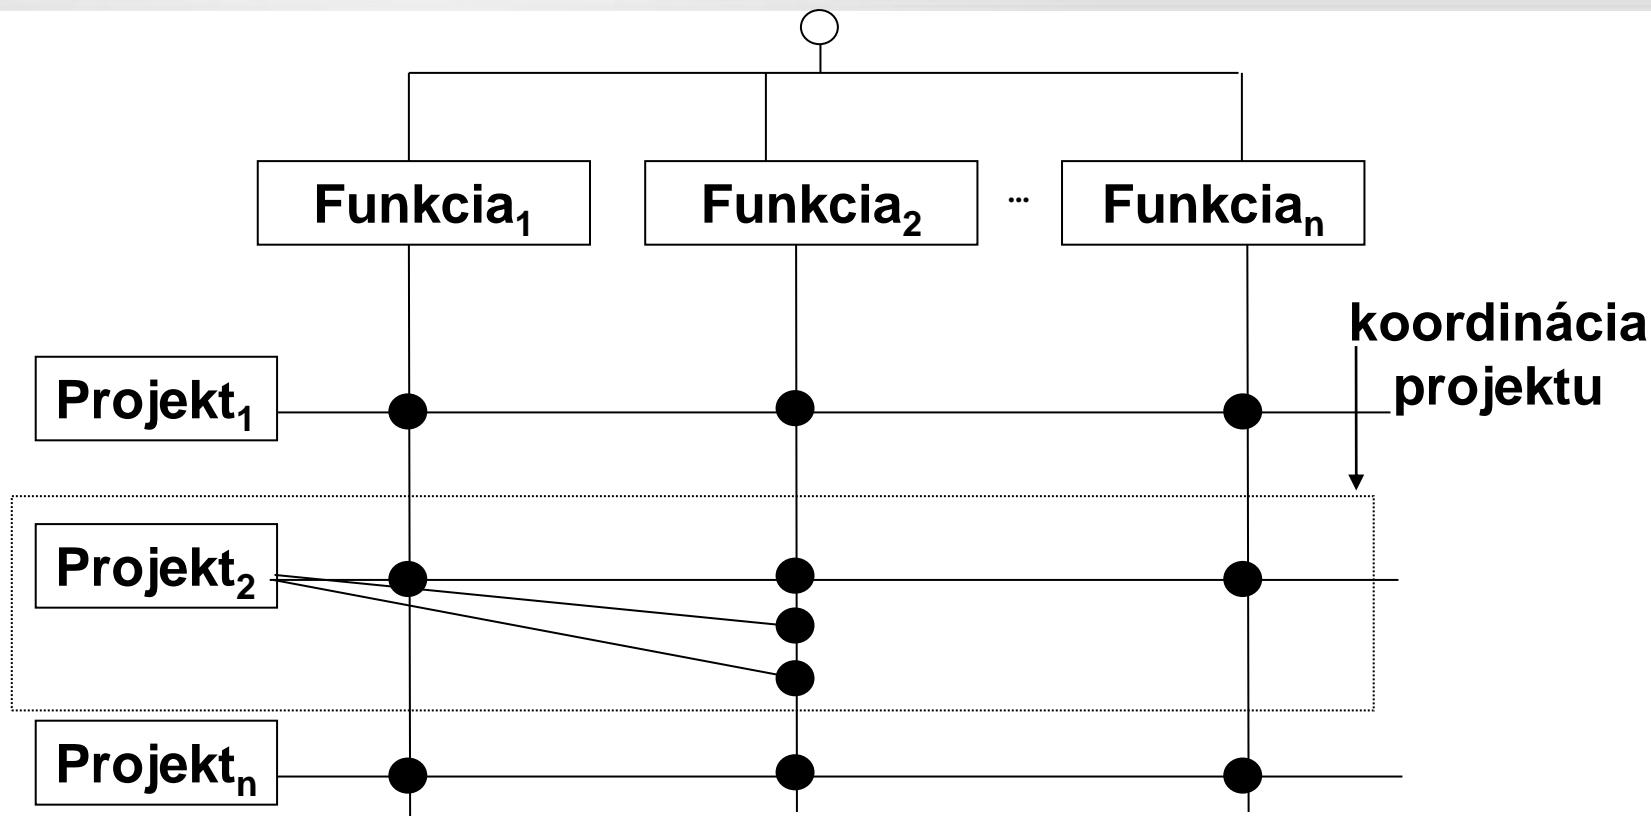 Funkcia₁
Funkcia₂
...
Funkciaₙ
koordinácia
projektu
Projekt₁
Projekt₂
Projektₙ